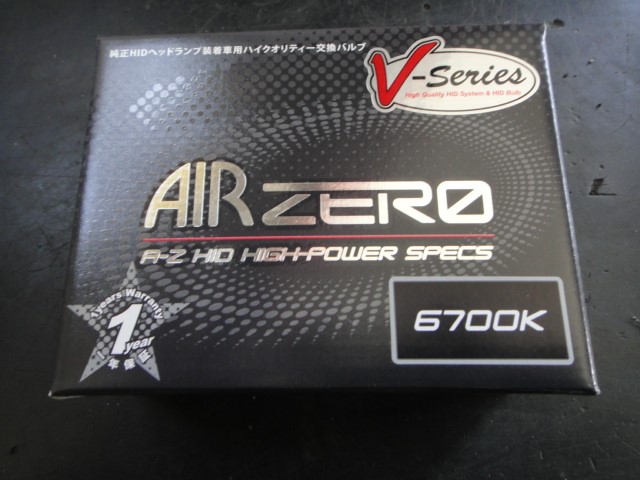 純正HIDヘッドランプ装着車用ハイクオリティー交換バルブ
V-Series
High Quality HID System & HID Bulb
AIR ZERO
A-Z HID HIGH-POWER SPECS
1years Warranty
1year
1年保証
6700K